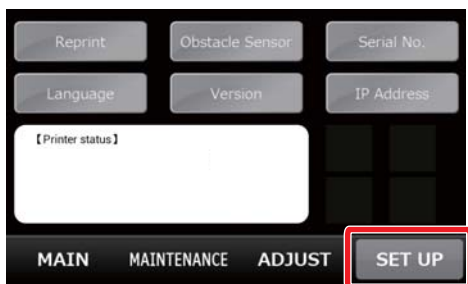 Reprint Obstacle Sensor Serial No.
Language Version IP Address
【Printer status】
MAIN MAINTENANCE ADJUST SET UP